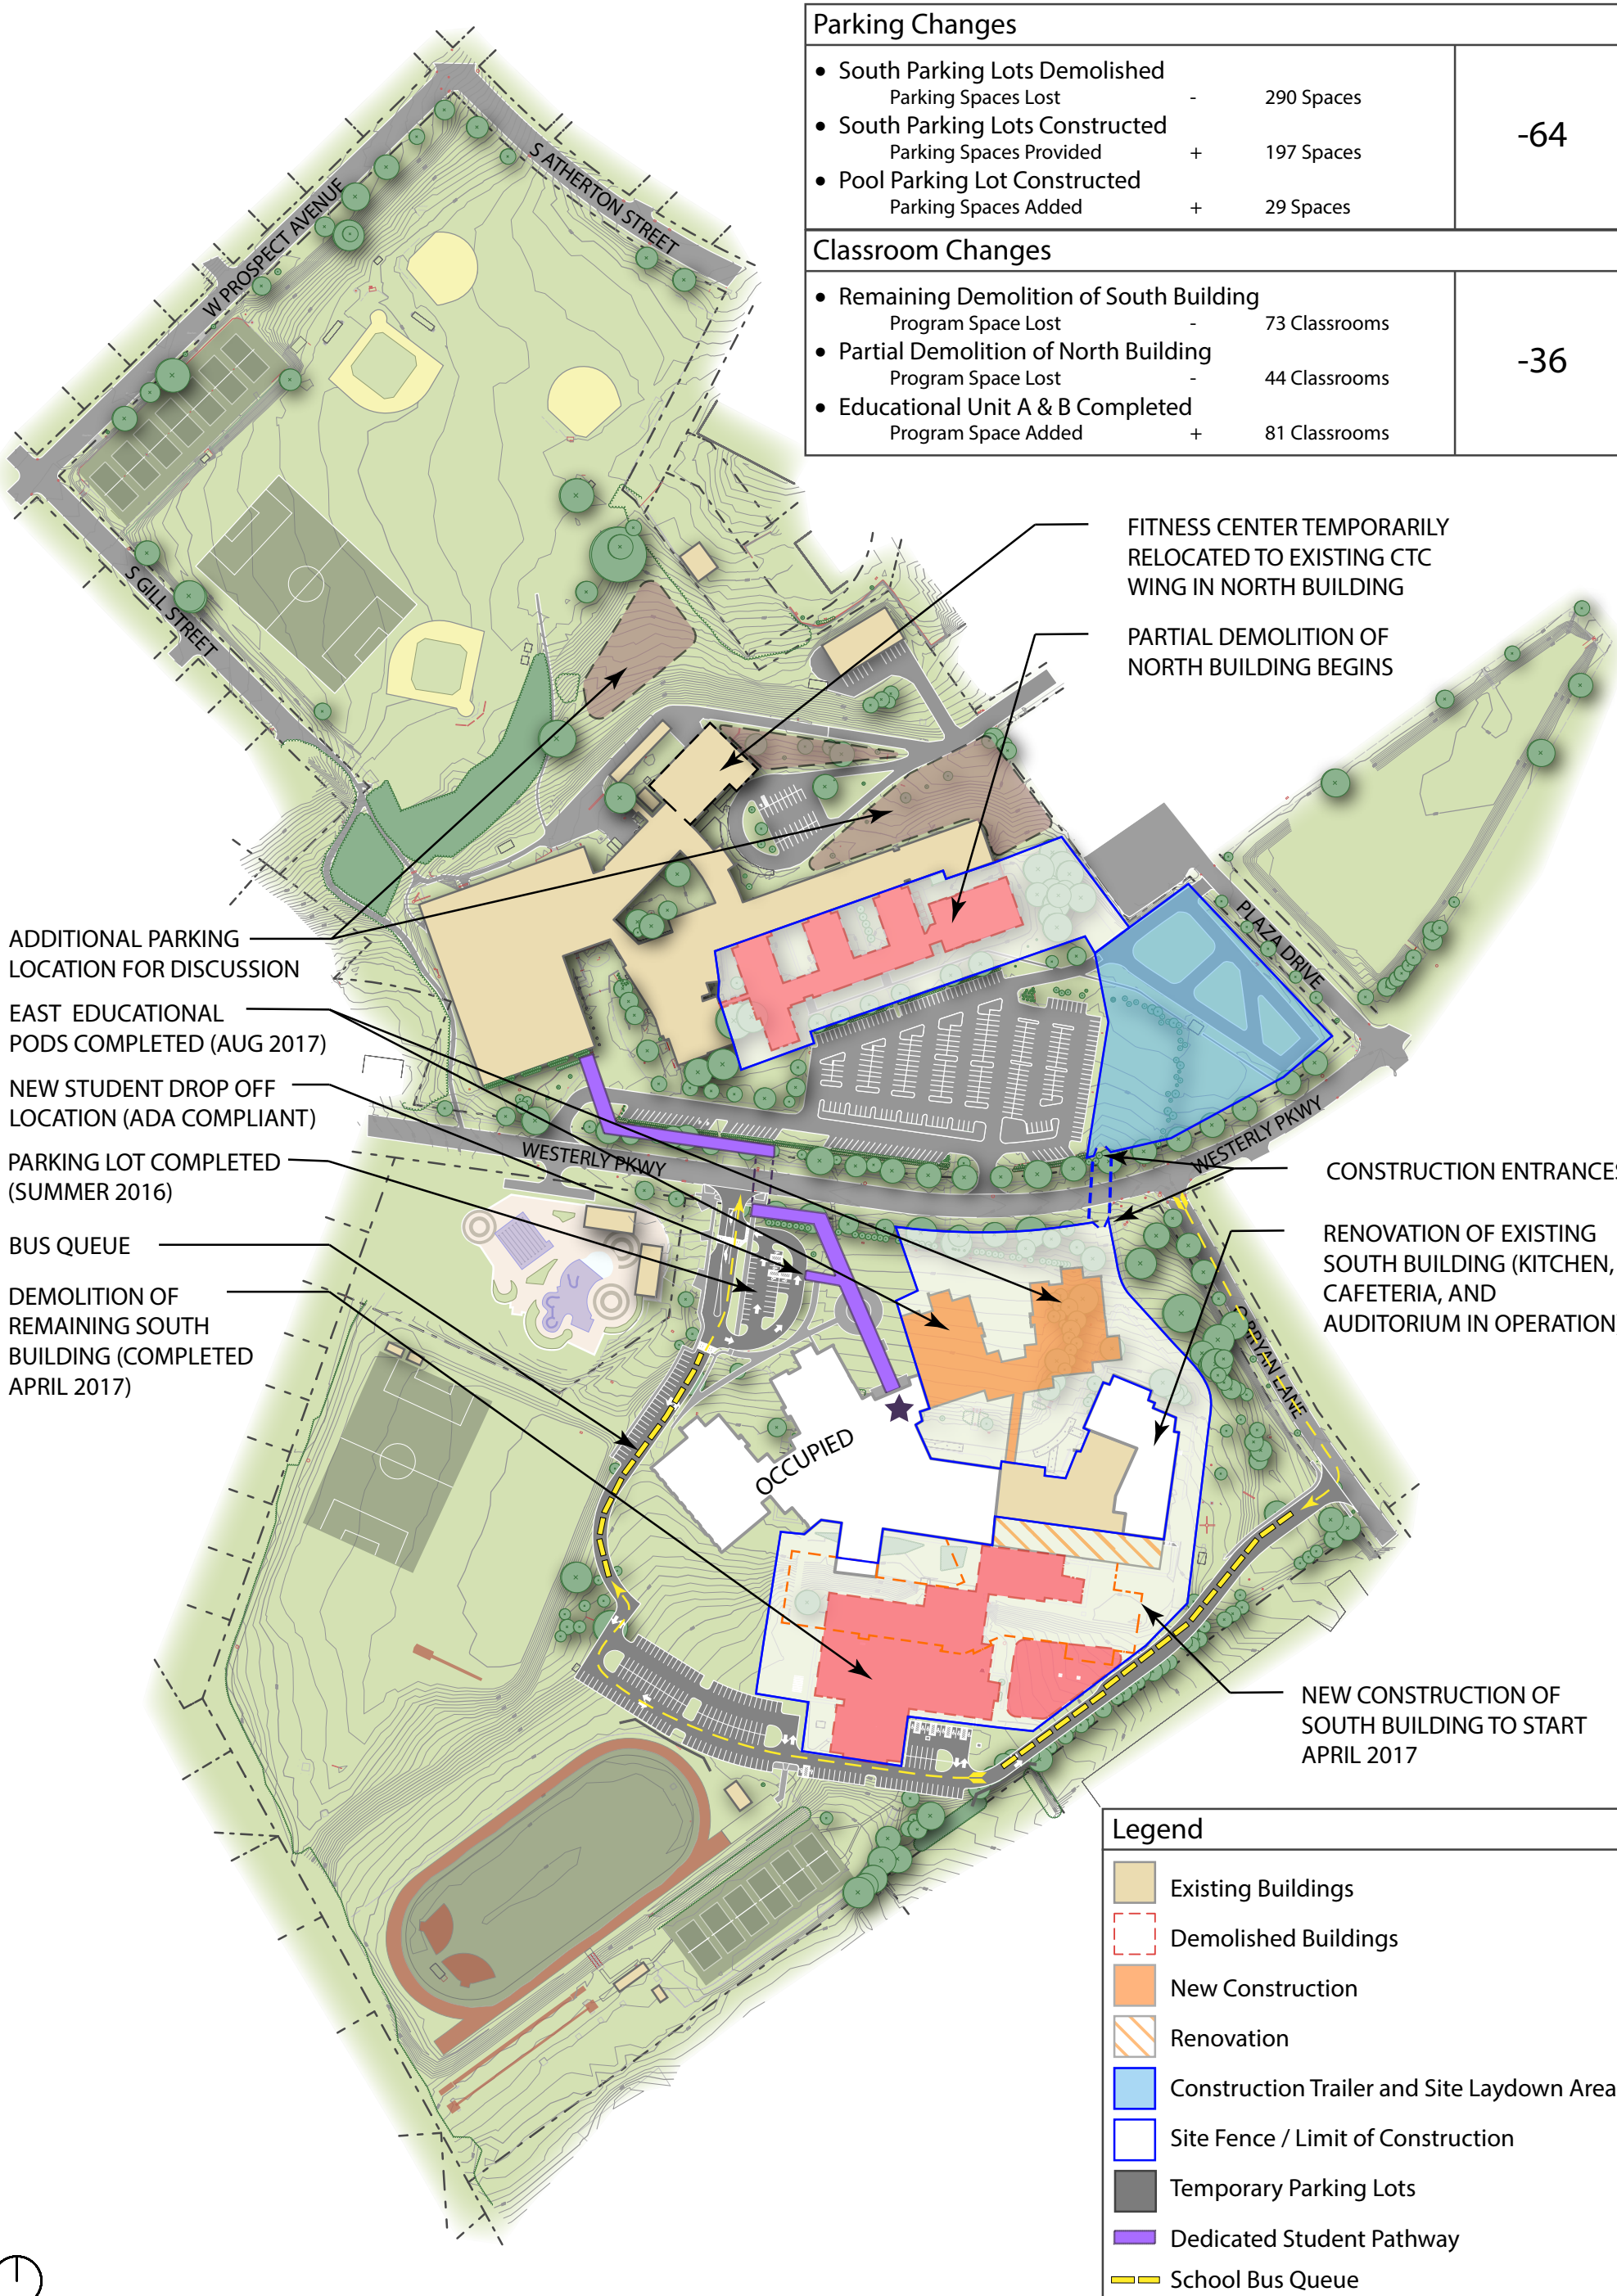 Parking Changes
• South Parking Lots Demolished
Parking Spaces Lost - 290 Spaces
• South Parking Lots Constructed
Parking Spaces Provided + 197 Spaces
• Pool Parking Lot Constructed
Parking Spaces Added + 29 Spaces
-64
Classroom Changes
• Remaining Demolition of South Building
Program Space Lost - 73 Classrooms
• Partial Demolition of North Building
Program Space Lost - 44 Classrooms
• Educational Unit A & B Completed
Program Space Added + 81 Classrooms
-36
S ATHERTON STREET
W PROSPECT AVENUE
S GILL STREET
FITNESS CENTER TEMPORARILY
RELOCATED TO EXISTING CTC
WING IN NORTH BUILDING
PARTIAL DEMOLITION OF
NORTH BUILDING BEGINS
PLAZA DRIVE
ADDITIONAL PARKING
LOCATION FOR DISCUSSION
EAST EDUCATIONAL
PODS COMPLETED (AUG 2017)
NEW STUDENT DROP OFF
LOCATION (ADA COMPLIANT)
PARKING LOT COMPLETED
(SUMMER 2016)
BUS QUEUE
DEMOLITION OF
REMAINING SOUTH
BUILDING (COMPLETED
APRIL 2017)
WESTERLY PKWY
WESTERLY PKWY
CONSTRUCTION ENTRANCES
RENOVATION OF EXISTING
SOUTH BUILDING (KITCHEN,
CAFETERIA, AND
AUDITORIUM IN OPERATION
BRYAN LANE
OCCUPIED
NEW CONSTRUCTION OF
SOUTH BUILDING TO START
APRIL 2017
Legend
Existing Buildings
Demolished Buildings
New Construction
Renovation
Construction Trailer and Site Laydown Area
Site Fence / Limit of Construction
Temporary Parking Lots
Dedicated Student Pathway
School Bus Queue